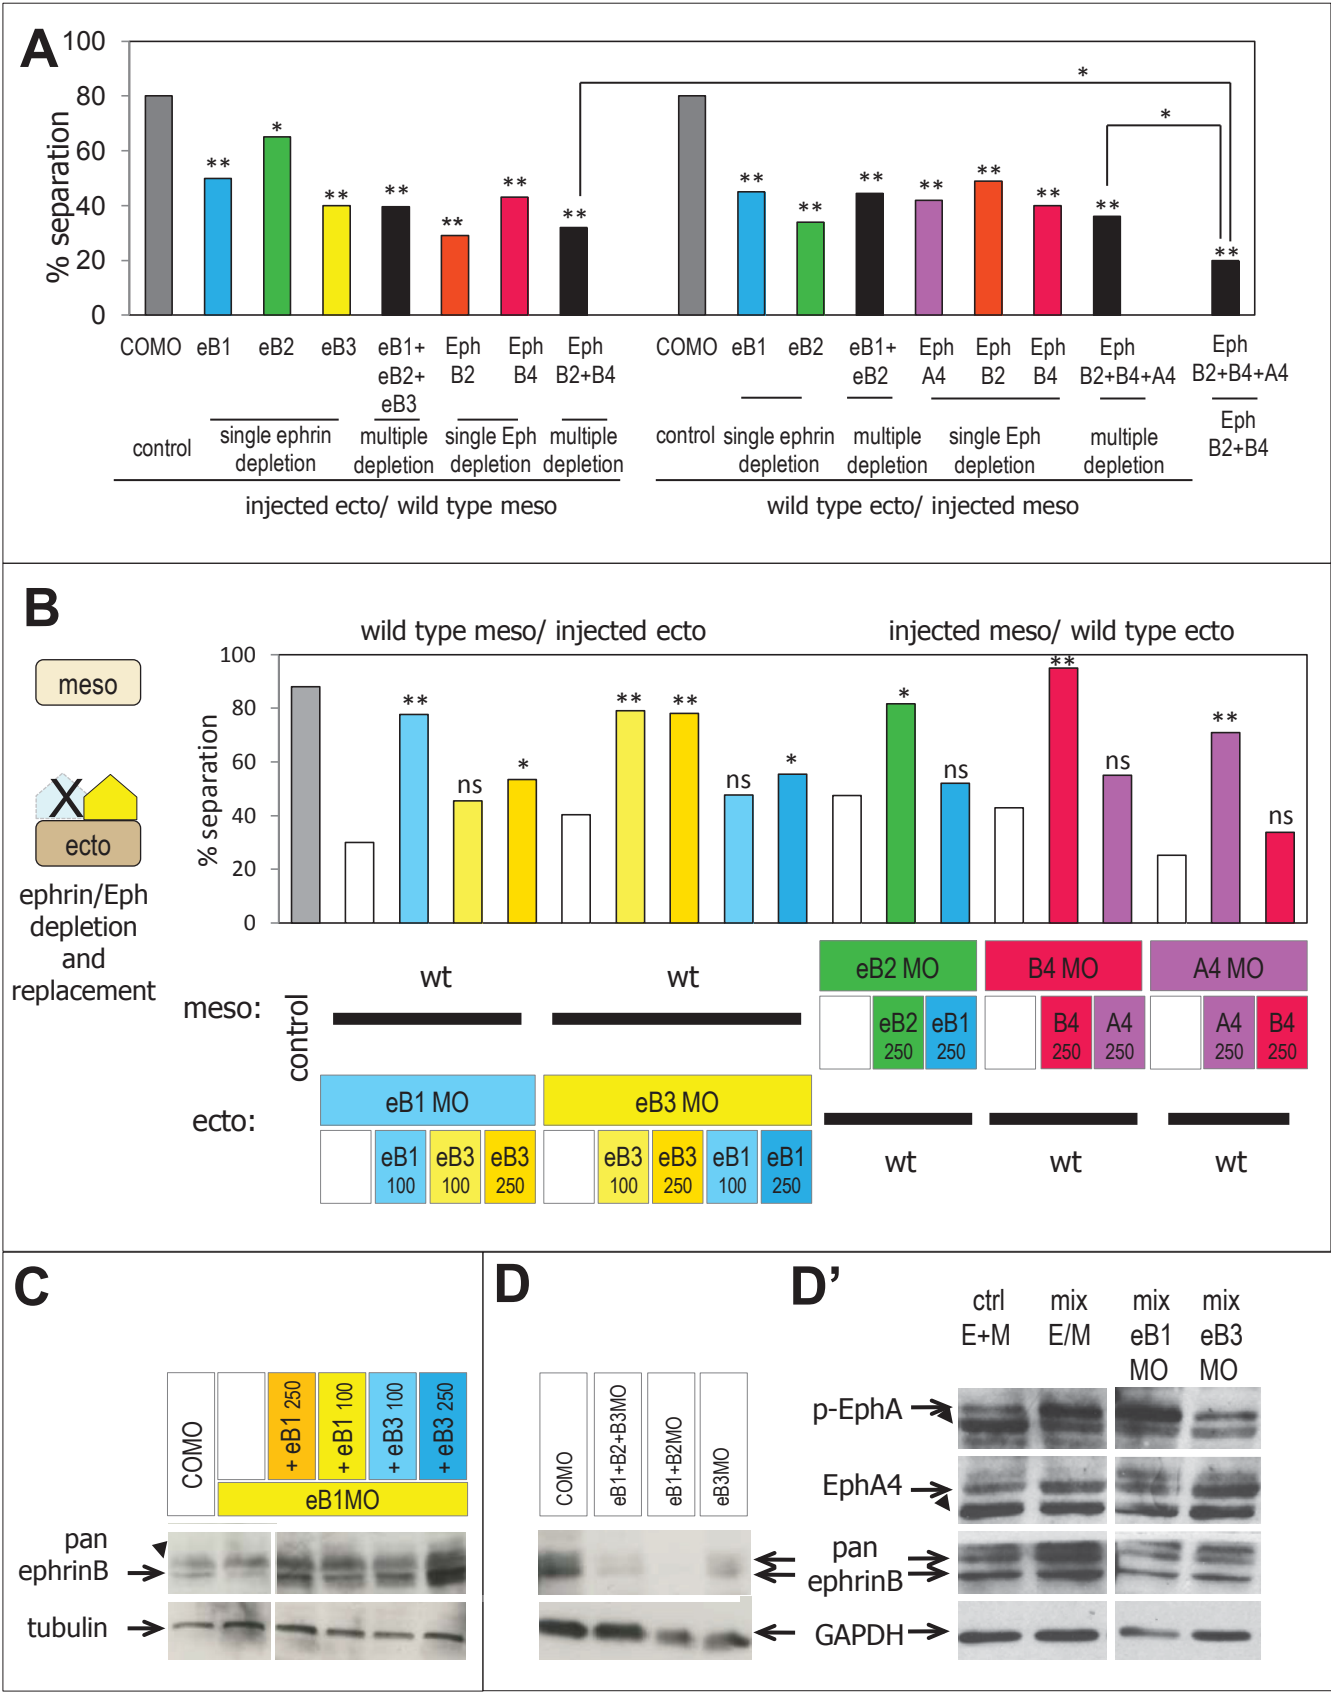 A
100
80
60
40
20
0
% separation
**
*
**
**
**
**
**
**
**
**
**
**
**
**
**
*
*
COMO eB1 eB2 eB3 eB1+ eB2+ eB3 Eph B2 Eph B4 Eph B2+B4
COMO eB1 eB2 eB1+ eB2 Eph A4 Eph B2 Eph B4 Eph B2+B4+A4
Eph B2+B4+A4
Eph B2+B4
control single ephrin depletion multiple depletion single Eph depletion multiple depletion
control single ephrin depletion multiple depletion single Eph depletion multiple depletion
injected ecto/ wild type meso
wild type ecto/ injected meso
B
wild type meso/ injected ecto
injected meso/ wild type ecto
meso
X
ecto
ephrin/Eph
depletion
and
replacement
100
80
60
40
20
0
% separation
**
ns
*
**
**
ns
*
*
ns
**
ns
**
ns
meso:
control
wt
wt
eB2 MO
B4 MO
A4 MO
eB2 250
eB1 250
B4 250
A4 250
A4 250
B4 250
ecto:
eB1 MO
eB3 MO
eB1 100
eB3 100
eB3 250
eB3 100
eB3 250
eB1 100
eB1 250
wt
wt
wt
C
COMO
+ eB1 250
+ eB1 100
+ eB3 100
+ eB3 250
eB1MO
pan
ephrinB
tubulin
D
COMO
eB1+B2+B3MO
eB1+B2MO
eB3MO
pan
ephrinB
GAPDH
D'
ctrl
E+M
mix
E/M
mix
eB1
MO
mix
eB3
MO
p-EphA
EphA4